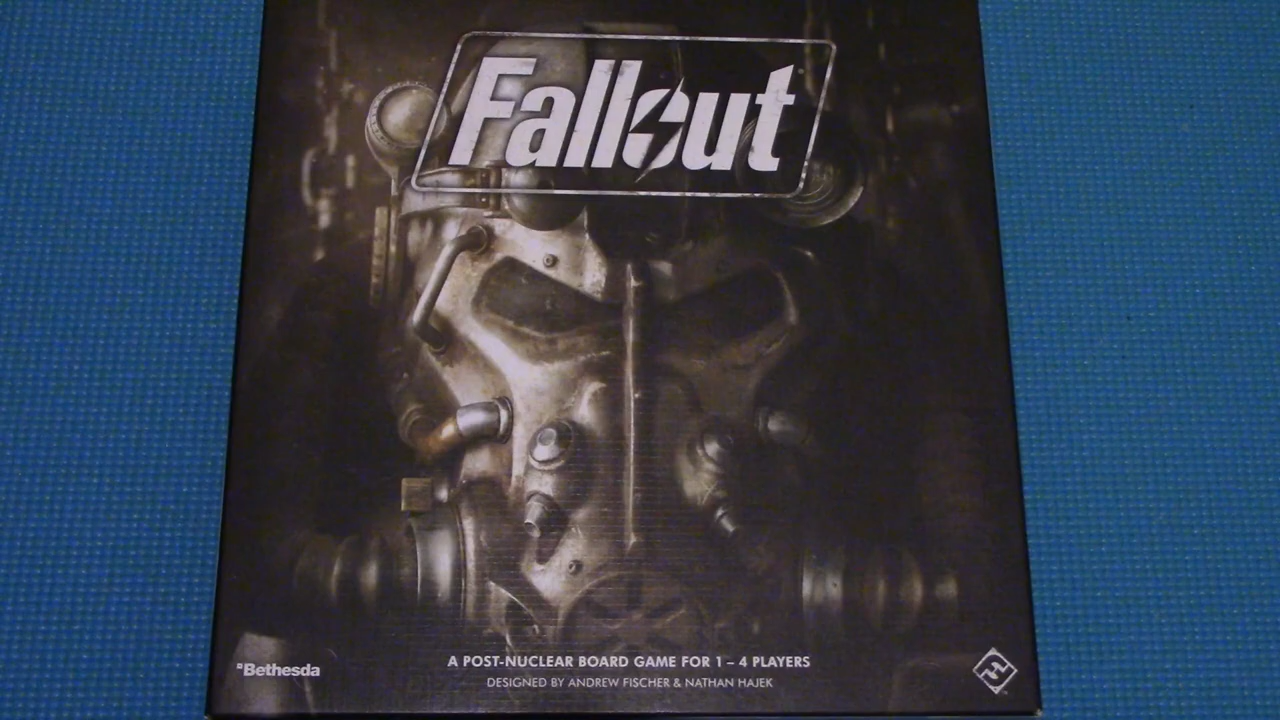 Fallout
A POST-NUCLEAR BOARD GAME FOR 1 – 4 PLAYERS
Bethesda
DESIGNED BY ANDREW FISCHER & NATHAN HAJEK